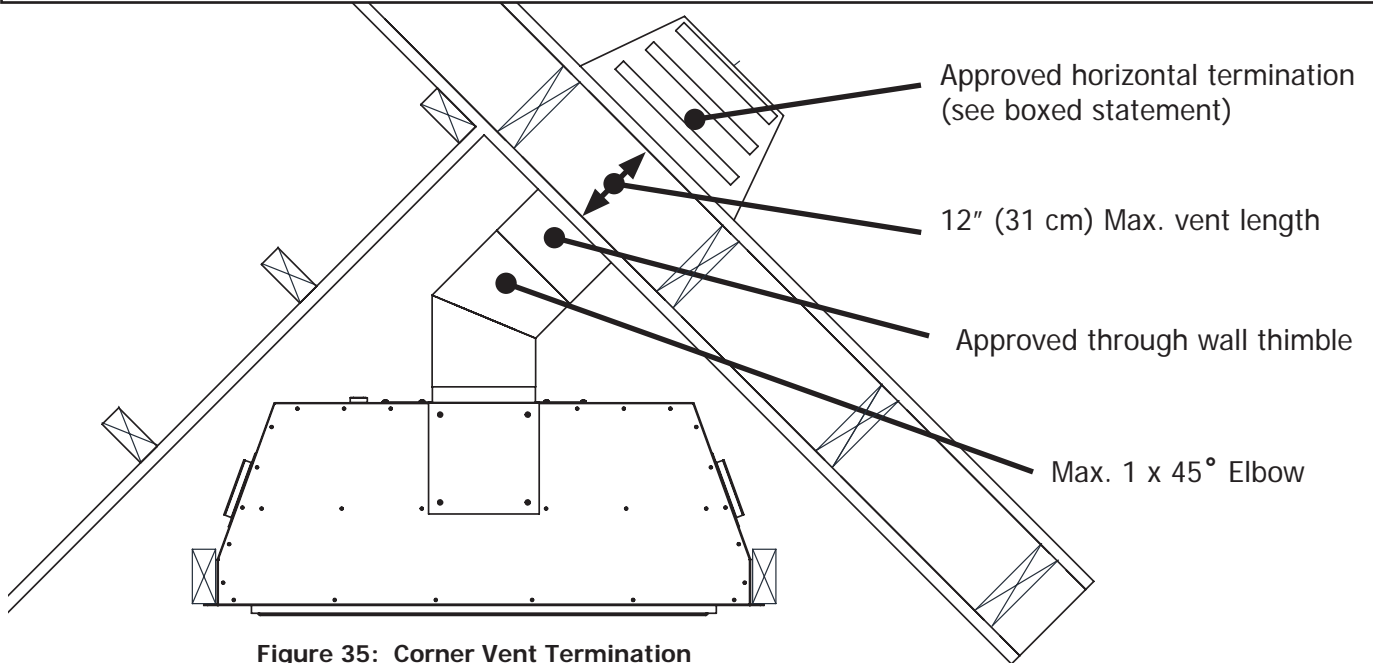 Approved horizontal termination
(see boxed statement)
12" (31 cm) Max. vent length
Approved through wall thimble
Max. 1 x 45° Elbow
Figure 35: Corner Vent Termination